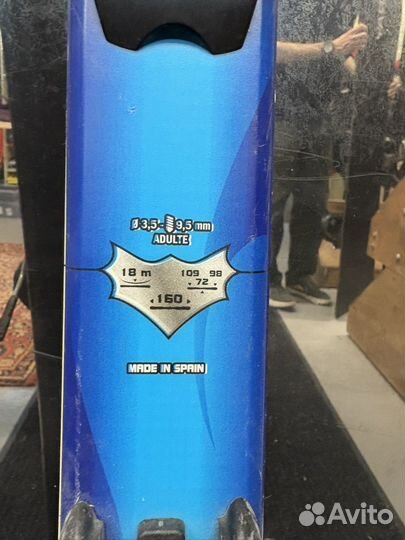 Ø 3,5- 9,5 mm
ADULTE
18 m 109 98
72
160
MADE IN SPAIN
Avito